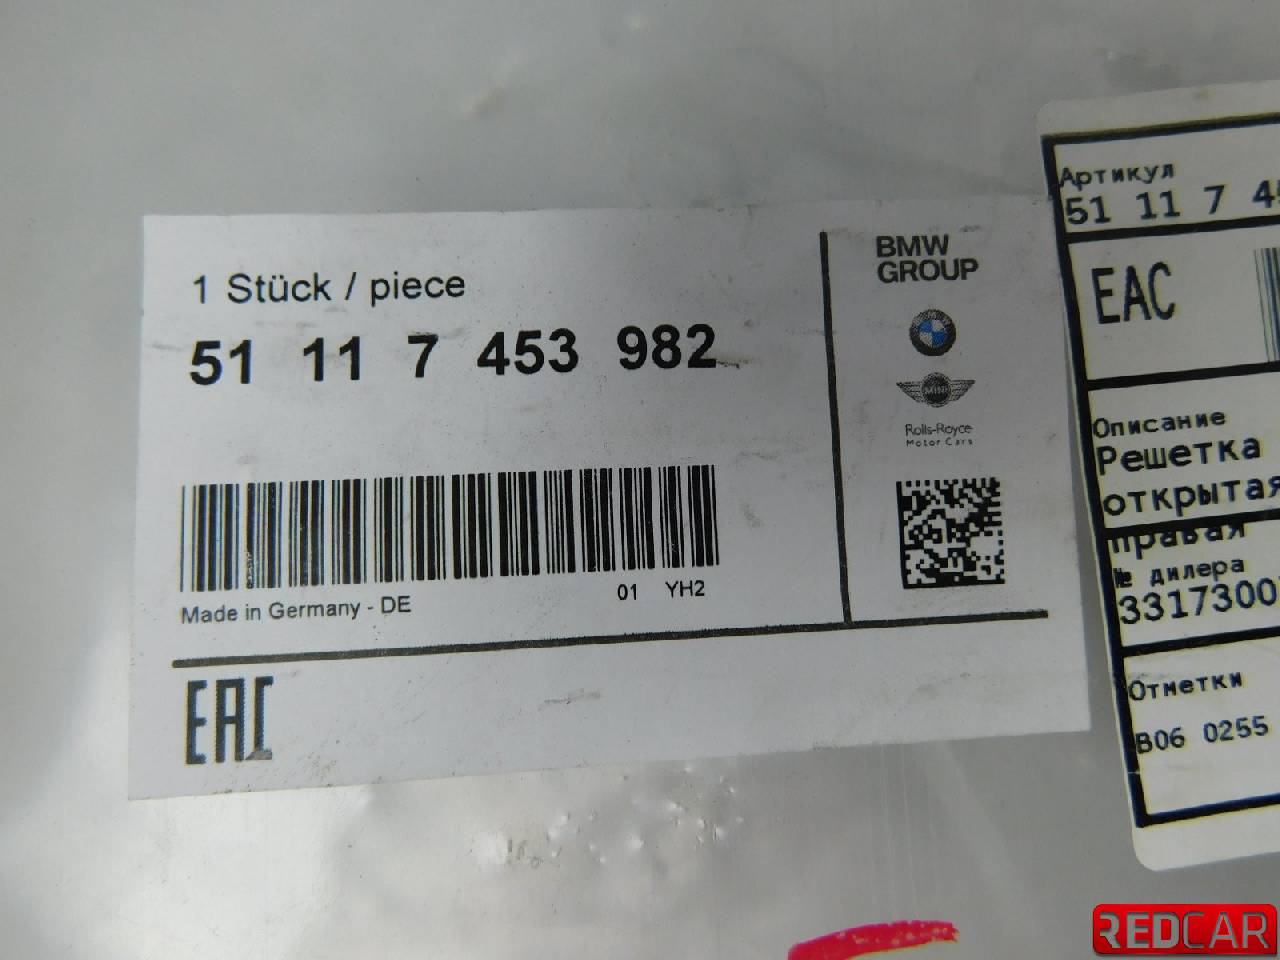 1 Stück / piece
51 11 7 453 982
Made in Germany - DE
01 YH2
EAC
BMW
GROUP
BMW
MINI
Rolls-Royce
Motor Cars
Артикул
51 11 7 4
EAC
Описание
Решетка
открытая
правая
№ дилера
3317300
Отметки
B06 0255
REDCAR